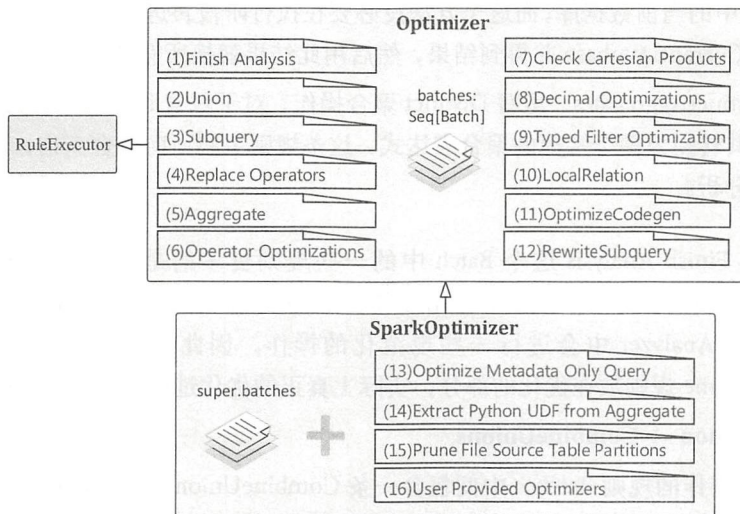 Optimizer
(1)Finish Analysis
(2)Union
(3)Subquery
(4)Replace Operators
(5)Aggregate
(6)Operator Optimizations
batches:
Seq[Batch]
(7)Check Cartesian Products
(8)Decimal Optimizations
(9)Typed Filter Optimization
(10)LocalRelation
(11)OptimizeCodegen
(12)RewriteSubquery
RuleExecutor
SparkOptimizer
super.batches
(13)Optimize Metadata Only Query
(14)Extract Python UDF from Aggregate
(15)Prune File Source Table Partitions
(16)User Provided Optimizers